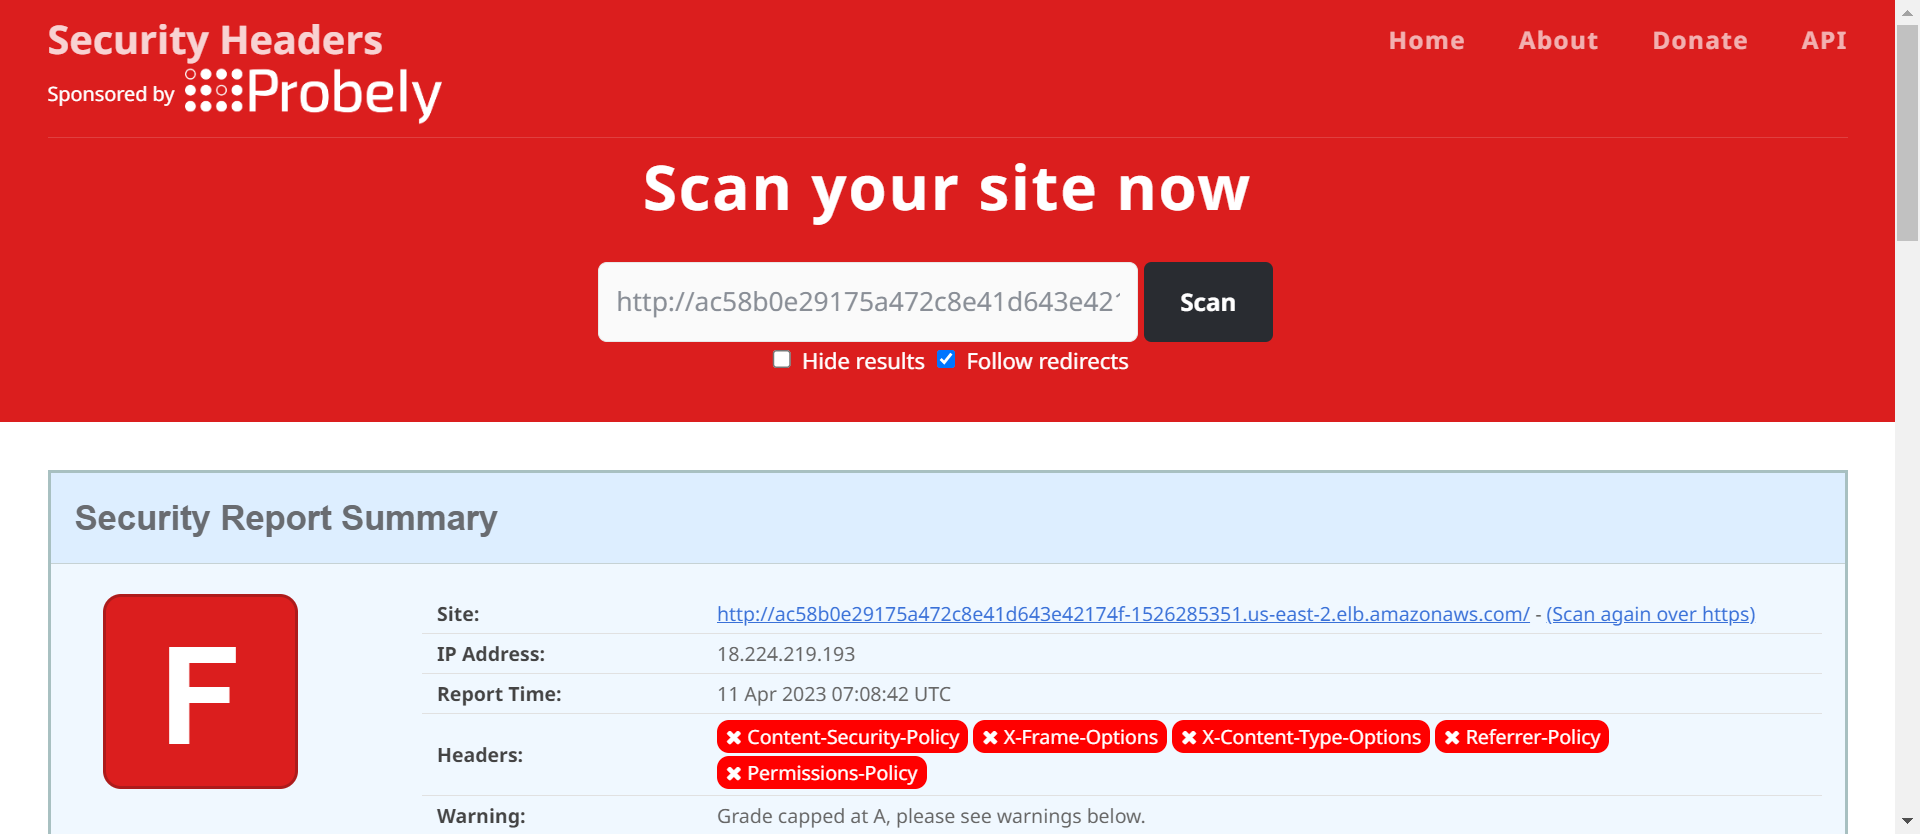 Security Headers
Home About Donate API
Sponsored by Probely
Scan your site now
http://ac58b0e29175a472c8e41d643e421
Scan
Hide results Follow redirects
Security Report Summary
F
Site: http://ac58b0e29175a472c8e41d643e42174f-1526285351.us-east-2.elb.amazonaws.com/ - (Scan again over https)
IP Address: 18.224.219.193
Report Time: 11 Apr 2023 07:08:42 UTC
Headers: Content-Security-Policy X-Frame-Options X-Content-Type-Options Referrer-Policy
Permissions-Policy
Warning: Grade capped at A, please see warnings below.